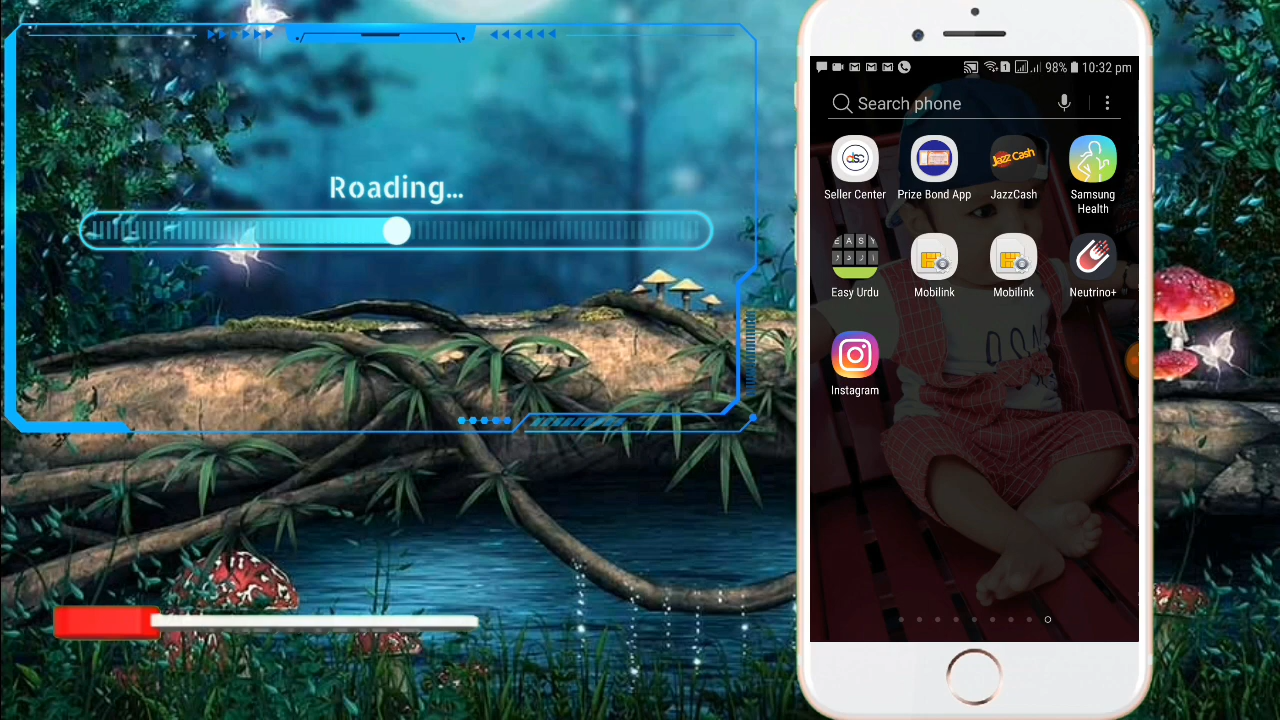 Roading...
98% 10:32 pm
Search phone
dsc
Jazz Cash
Seller Center
Prize Bond App
JazzCash
Samsung
Health
E A S Y
Easy Urdu
Mobilink
Mobilink
Neutrino+
Instagram